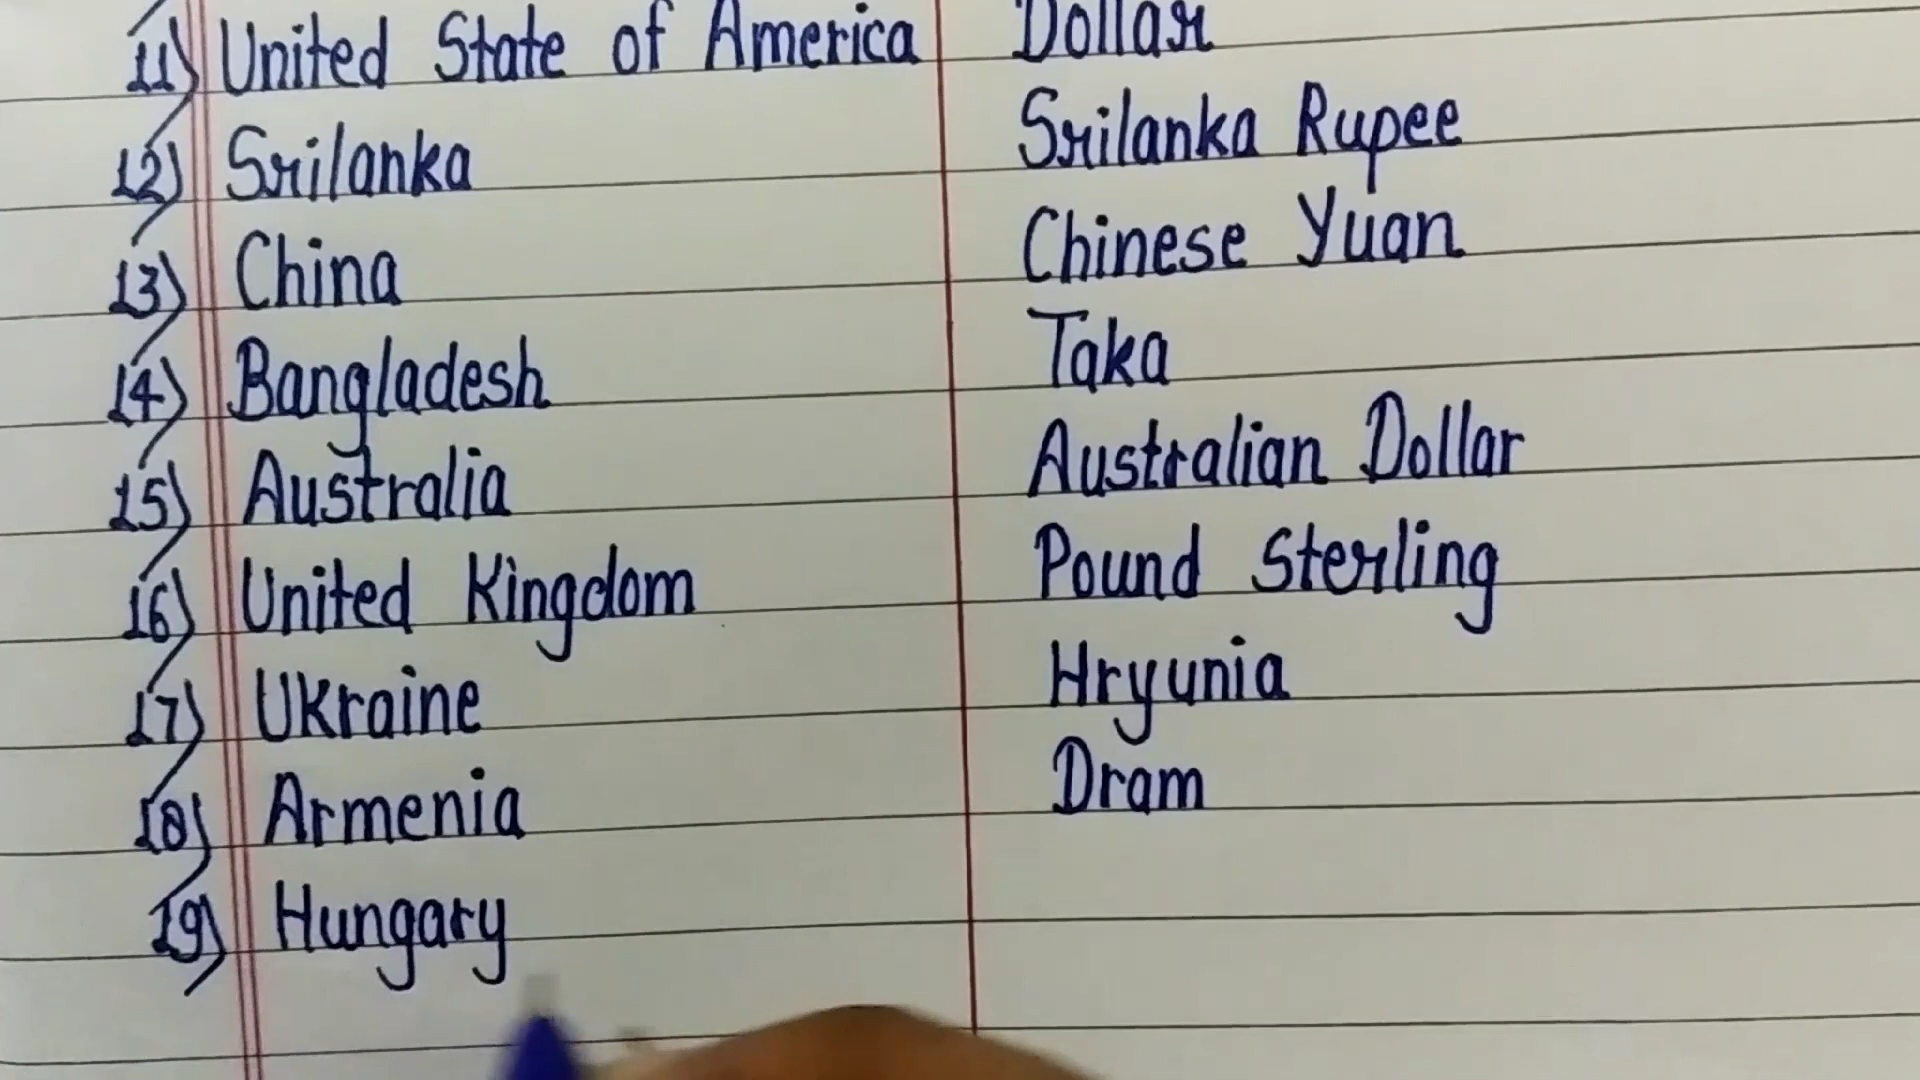 11) United State of America Dollar
12) Srilanka Srilanka Rupee
13) China Chinese Yuan
14) Bangladesh Taka
15) Australia Australian Dollar
16) United Kingdom Pound Sterling
17) Ukraine Hryunia
18) Armenia Dram
19) Hungary